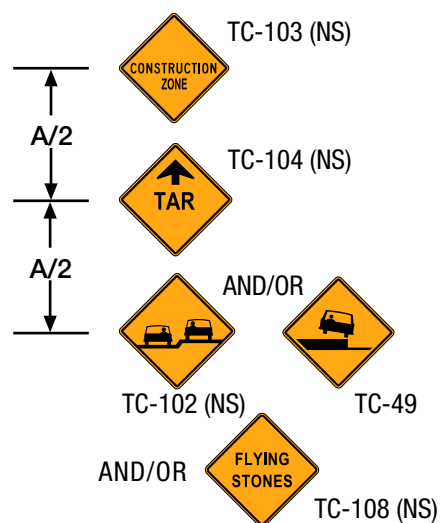 TC-103 (NS)
CONSTRUCTION
ZONE
A/2
TC-104 (NS)
TAR
A/2
AND/OR
TC-102 (NS)
TC-49
AND/OR
FLYING
STONES
TC-108 (NS)